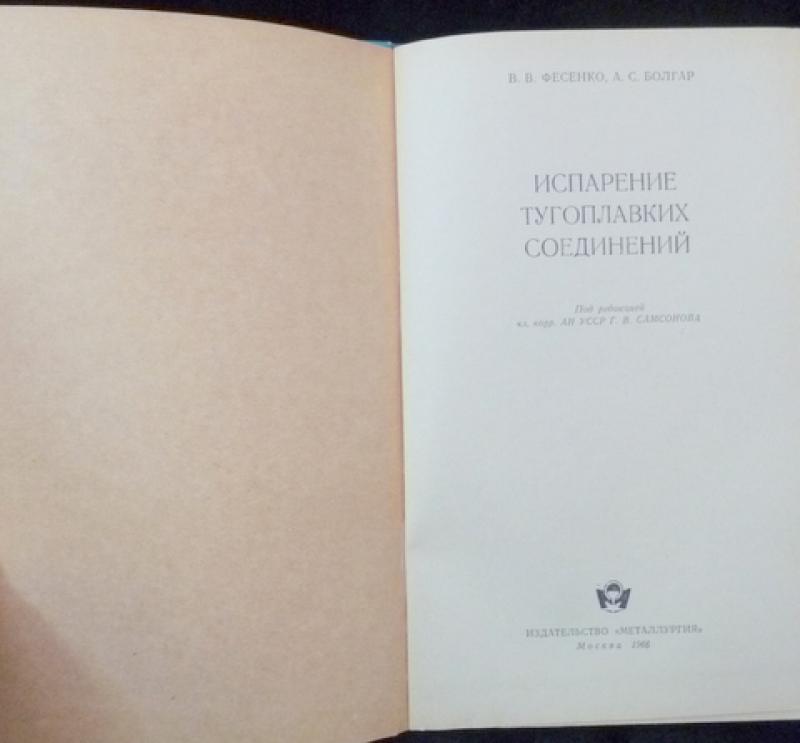 В. В. ФЕСЕНКО, А. С. БОЛГАР
ИСПАРЕНИЕ
ТУГОПЛАВКИХ
СОЕДИНЕНИЙ
Под редакцией
чл. корр. АН УССР Г. В. САМСОНОВА
ИЗДАТЕЛЬСТВО «МЕТАЛЛУРГИЯ»
Москва 1966